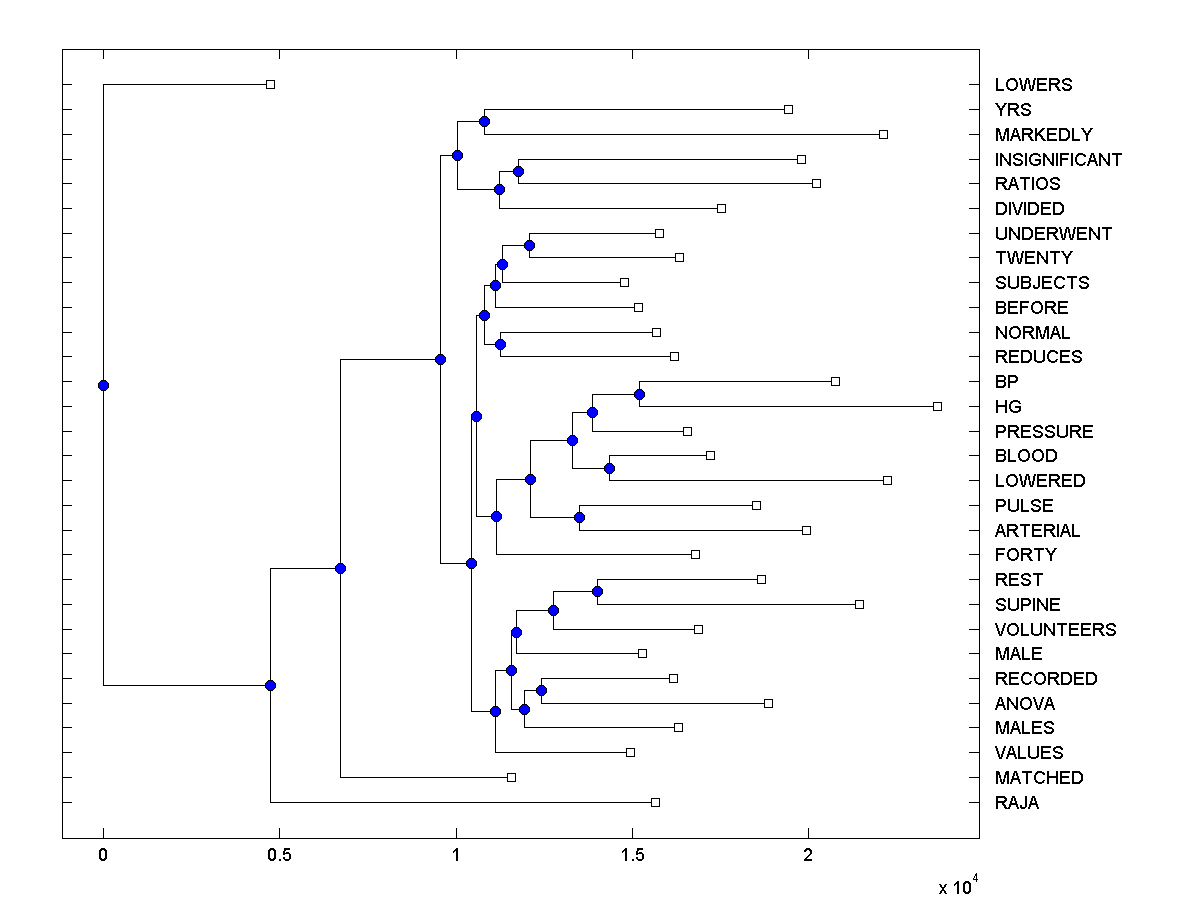 LOWERS
YRS
MARKEDLY
INSIGNIFICANT
RATIOS
DIVIDED
UNDERWENT
TWENTY
SUBJECTS
BEFORE
NORMAL
REDUCES
BP
HG
PRESSURE
BLOOD
LOWERED
PULSE
ARTERIAL
FORTY
REST
SUPINE
VOLUNTEERS
MALE
RECORDED
ANOVA
MALES
VALUES
MATCHED
RAJA
0 0.5 1 1.5 2
x 10^4